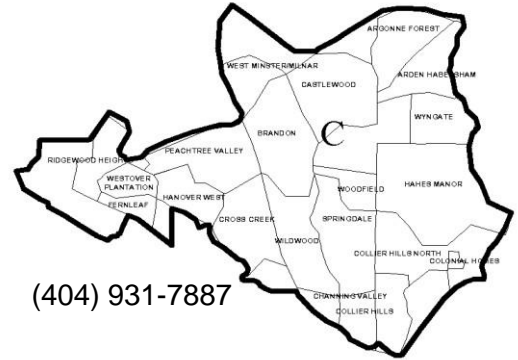 ARGONNE FOREST
WEST MINSTER/MILNAR
ARDEN HABERSHAM
CASTLEWOOD
WYNGATE
C
BRANDON
PEACHTREE VALLEY
RIDGEWOOD HEIGH
WESTOVER
PLANTATION
WOODFIELD
HAHES MANOR
FERNLEAF
HANOVER WEST
CROSS CREEK
SPRINGDALE
WILDWOOD
COLLIER HILLS NORTH
COLONIAL HOMES
CHANNING VALLEY
COLLIER HILLS
(404) 931-7887